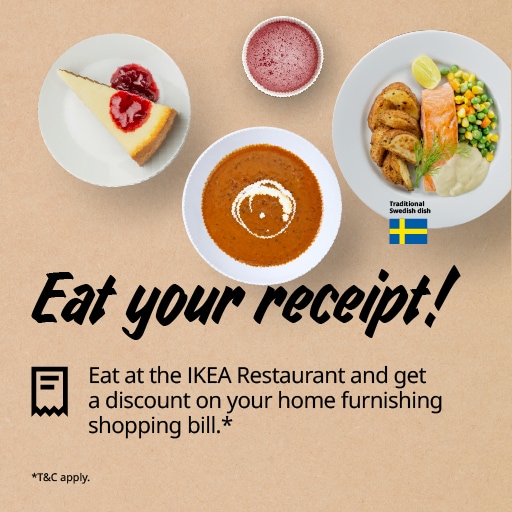 Traditional
Swedish dish
Eat your receipt!
Eat at the IKEA Restaurant and get
a discount on your home furnishing
shopping bill.*
*T&C apply.